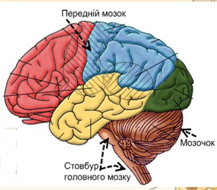 Передній мозок
Мозочок
Стовбур
головного мозку